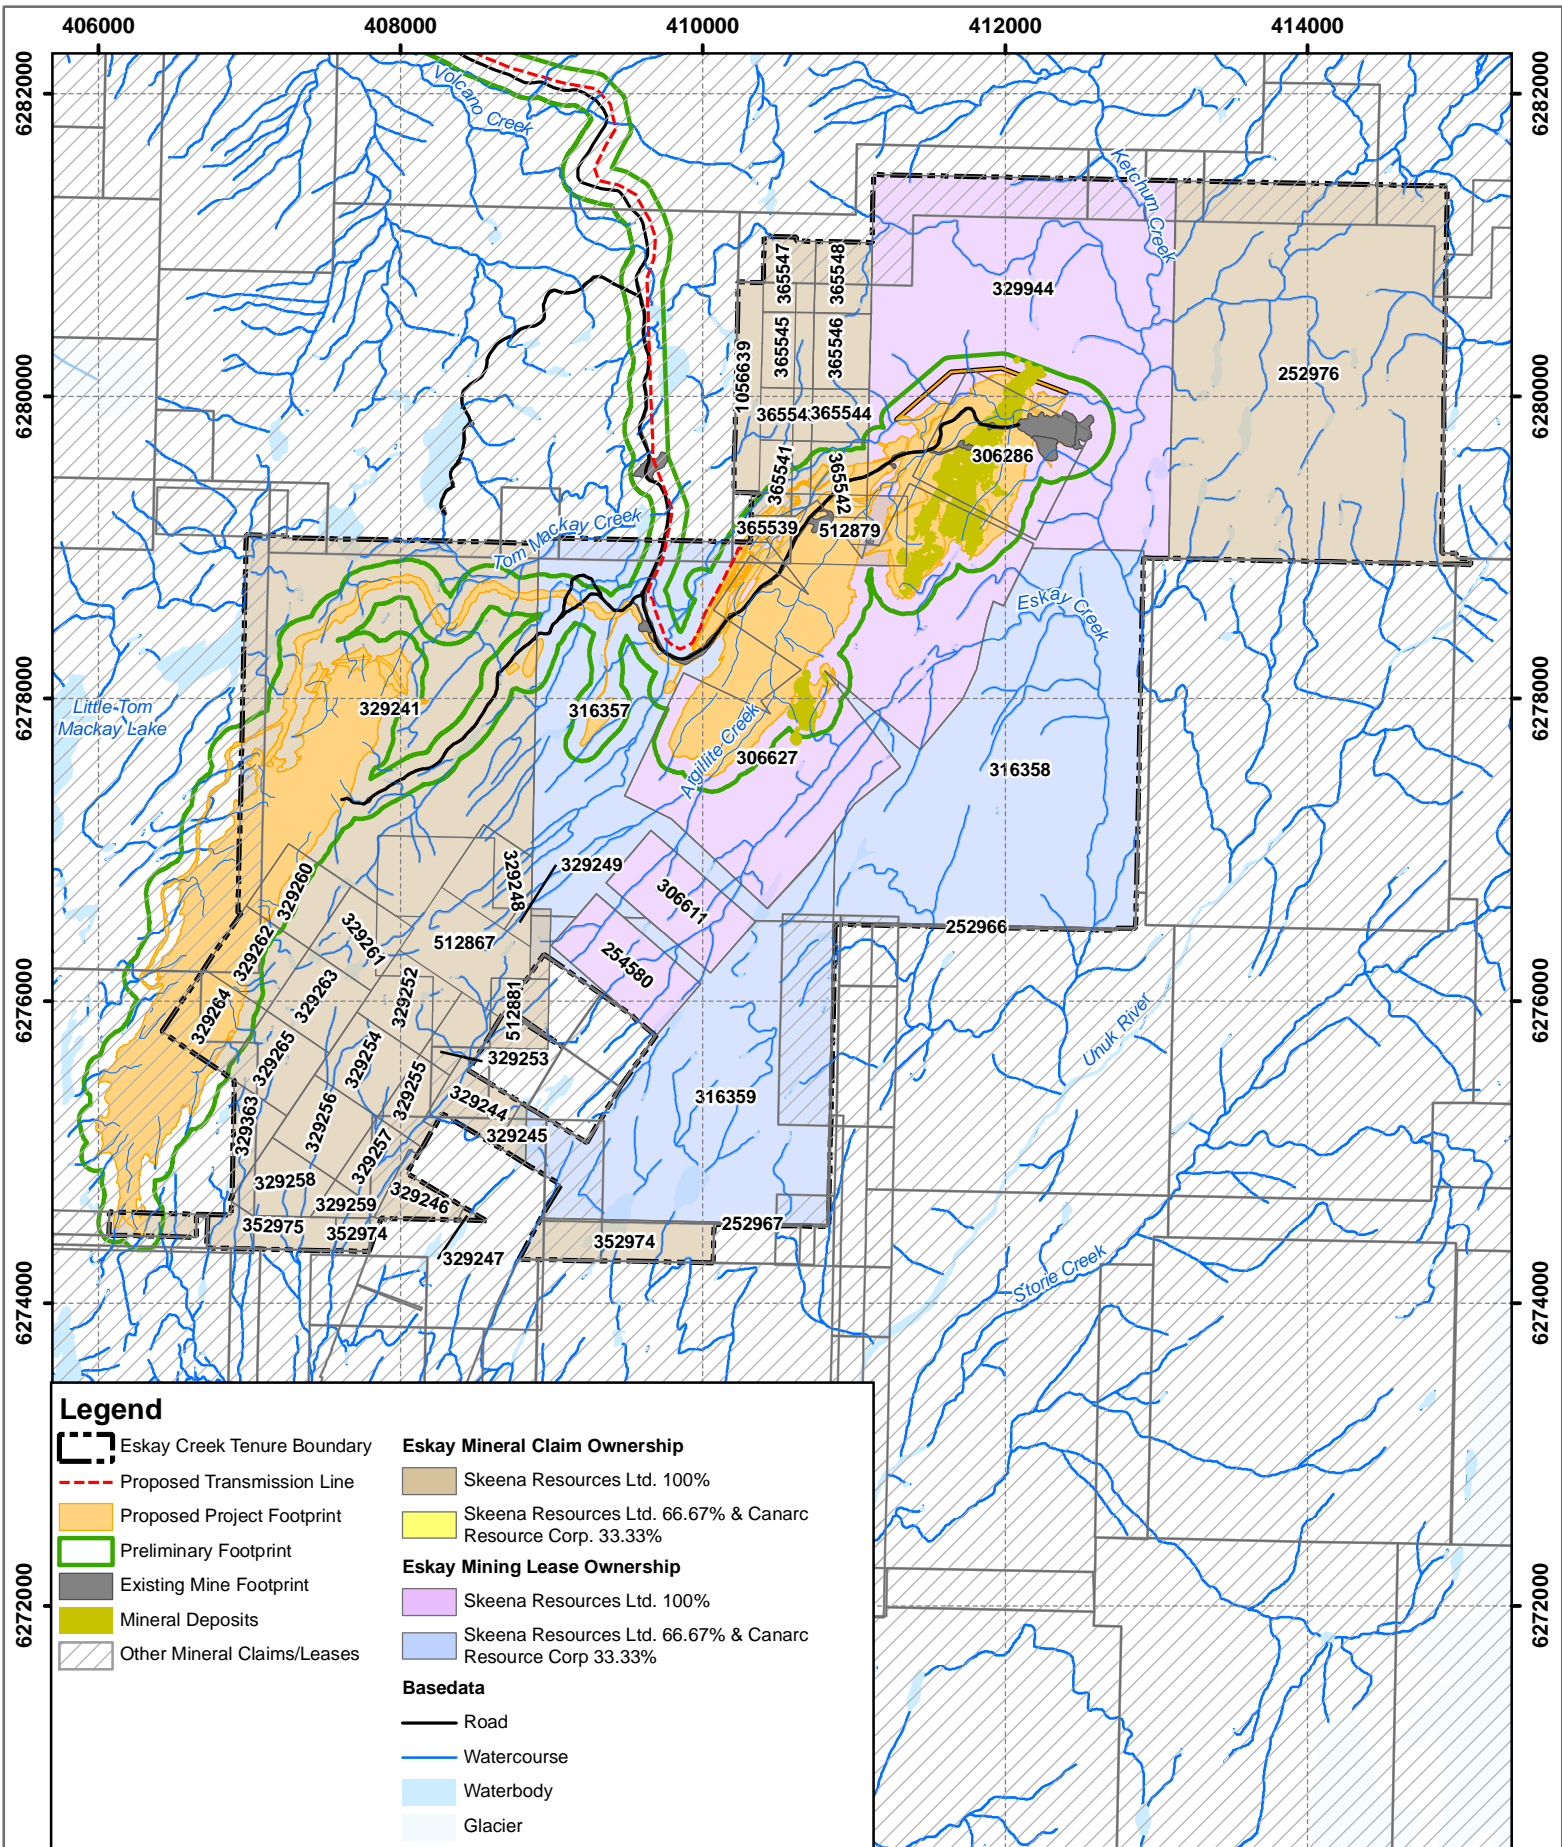 406000
408000
410000
412000
414000
6282000
6282000
Volcano Creek
Ketchum Creek
365547
365548
329944
365545
365546
1056639
252976
6280000
6280000
365544
365541
365542
306286
365539
512879
Tom Mackay Creek
Eskay Creek
6278000
6278000
Little Tom
Mackay Lake
329241
316357
Argillite Creek
306627
316358
329260
329248
329249
306611
329262
329261
512867
252966
254580
6276000
6276000
329264
329263
329252
512881
Unuk River
329265
329254
329253
329255
329244
316359
329363
329256
329257
329245
329258
329246
329259
352975
352974
252967
352974
329247
Storie Creek
6274000
6274000
6272000
6272000
Legend
Eskay Creek Tenure Boundary
Proposed Transmission Line
Proposed Project Footprint
Preliminary Footprint
Existing Mine Footprint
Mineral Deposits
Other Mineral Claims/Leases
Eskay Mineral Claim Ownership
Skeena Resources Ltd. 100%
Skeena Resources Ltd. 66.67% & Canarc
Resource Corp. 33.33%
Eskay Mining Lease Ownership
Skeena Resources Ltd. 100%
Skeena Resources Ltd. 66.67% & Canarc
Resource Corp 33.33%
Basedata
Road
Watercourse
Waterbody
Glacier